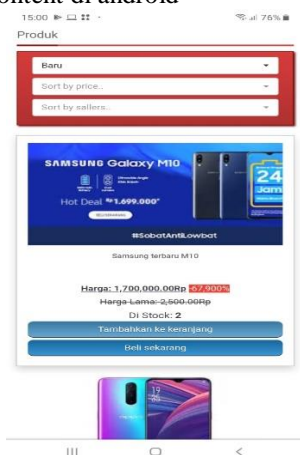 ontent di android
15:00
76%
Produk
Baru
Sort by price..
Sort by sallers..
SAMSUNG Galaxy M10
24
Jam
Hot Deal Rp1.699.000*
#SobatAntiLowbat
Samsung terbaru M10
Harga: 1,700,000.00Rp -67,900%
Harga Lama: 2,500.00Rp
Di Stock: 2
Tambahkan ke keranjang
Beli sekarang